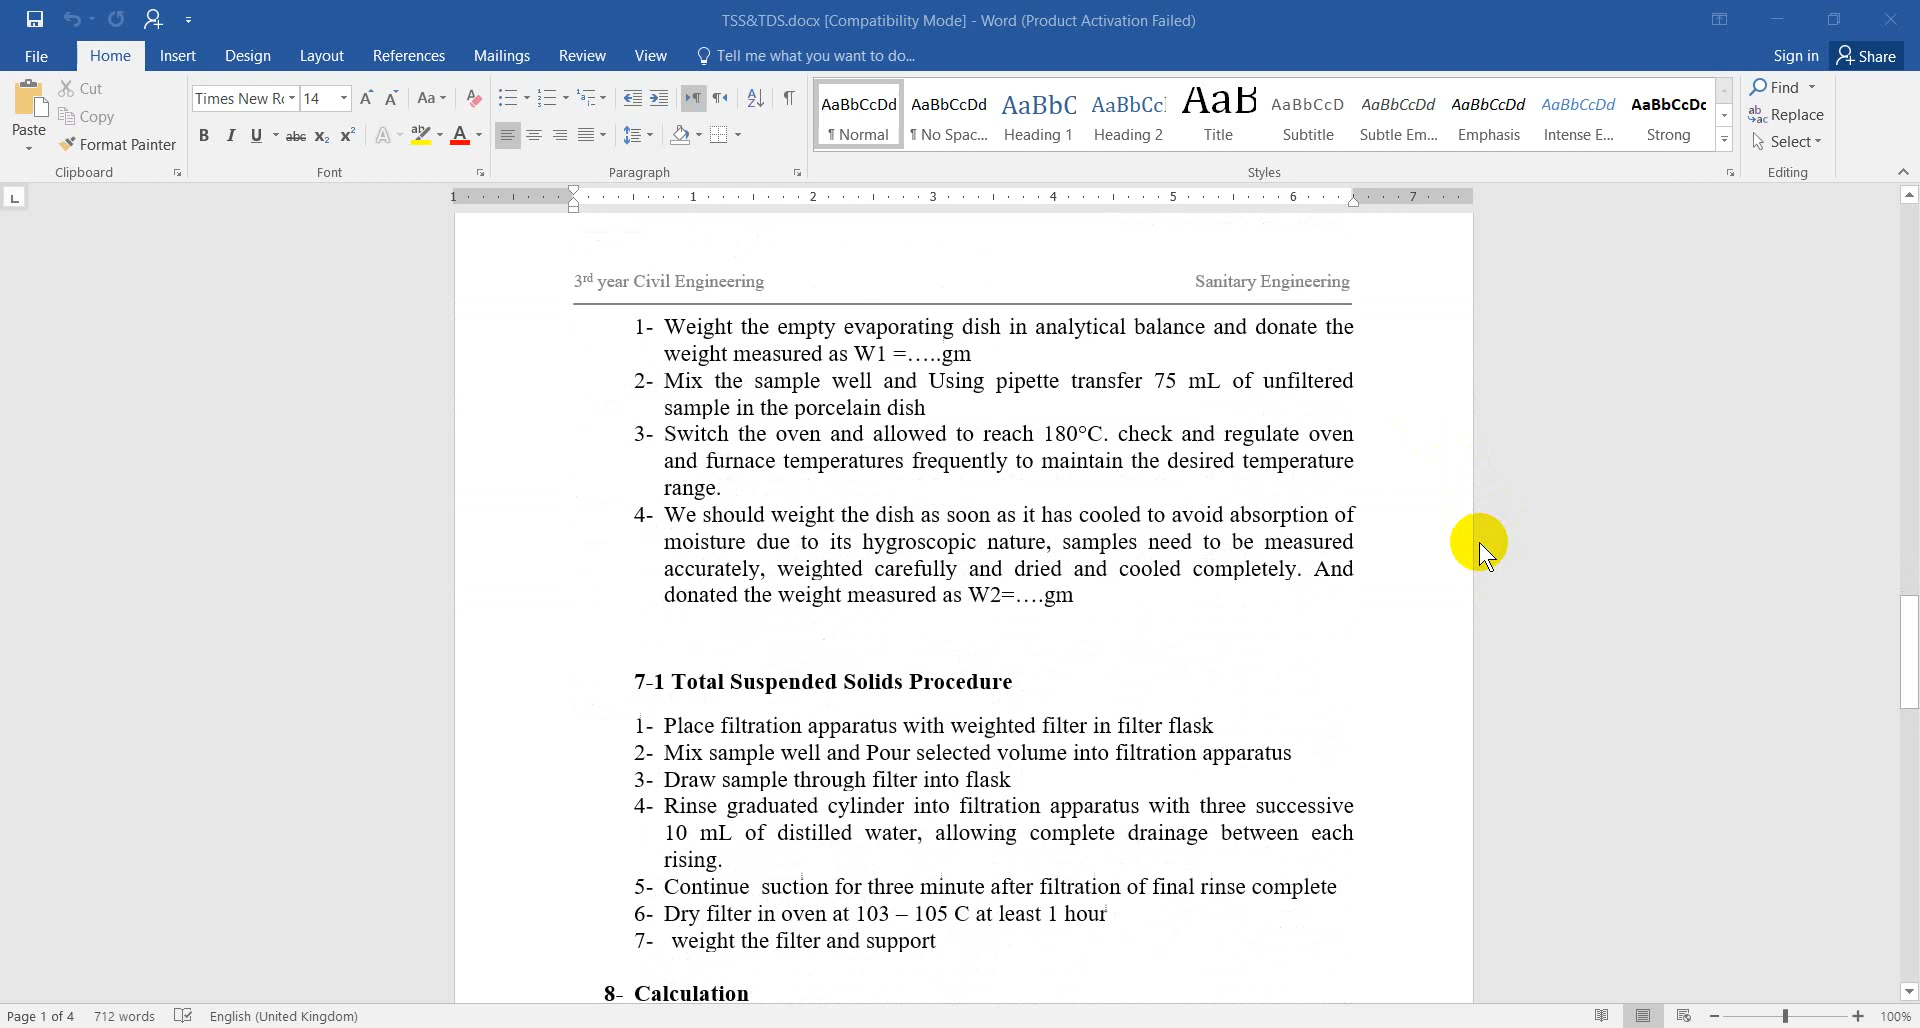 TSS&TDS.docx [Compatibility Mode] - Word (Product Activation Failed)
File Home Insert Design Layout References Mailings Review View Tell me what you want to do... Sign in Share
Paste
Cut
Copy
Format Painter
Clipboard
Times New Rc 14
Font
Paragraph
AaBbCcDd AaBbCcDd AaBbC AaBbCc AaB AaBbCcD AaBbCcDd AaBbCcDd AaBbCcDd AaBbCcDc
¶ Normal ¶ No Spac... Heading 1 Heading 2 Title Subtitle Subtle Em... Emphasis Intense E... Strong
Styles
Find
Replace
Select
Editing
1 1 2 3 4 5 6 7
3rd year Civil Engineering Sanitary Engineering
1- Weight the empty evaporating dish in analytical balance and donate the
weight measured as W1 =…..gm
2- Mix the sample well and Using pipette transfer 75 mL of unfiltered
sample in the porcelain dish
3- Switch the oven and allowed to reach 180°C. check and regulate oven
and furnace temperatures frequently to maintain the desired temperature
range.
4- We should weight the dish as soon as it has cooled to avoid absorption of
moisture due to its hygroscopic nature, samples need to be measured
accurately, weighted carefully and dried and cooled completely. And
donated the weight measured as W2=….gm
7-1 Total Suspended Solids Procedure
1- Place filtration apparatus with weighted filter in filter flask
2- Mix sample well and Pour selected volume into filtration apparatus
3- Draw sample through filter into flask
4- Rinse graduated cylinder into filtration apparatus with three successive
10 mL of distilled water, allowing complete drainage between each
rising.
5- Continue suction for three minute after filtration of final rinse complete
6- Dry filter in oven at 103 – 105 C at least 1 hour
7- weight the filter and support
8- Calculation
Page 1 of 4 712 words English (United Kingdom) 100%